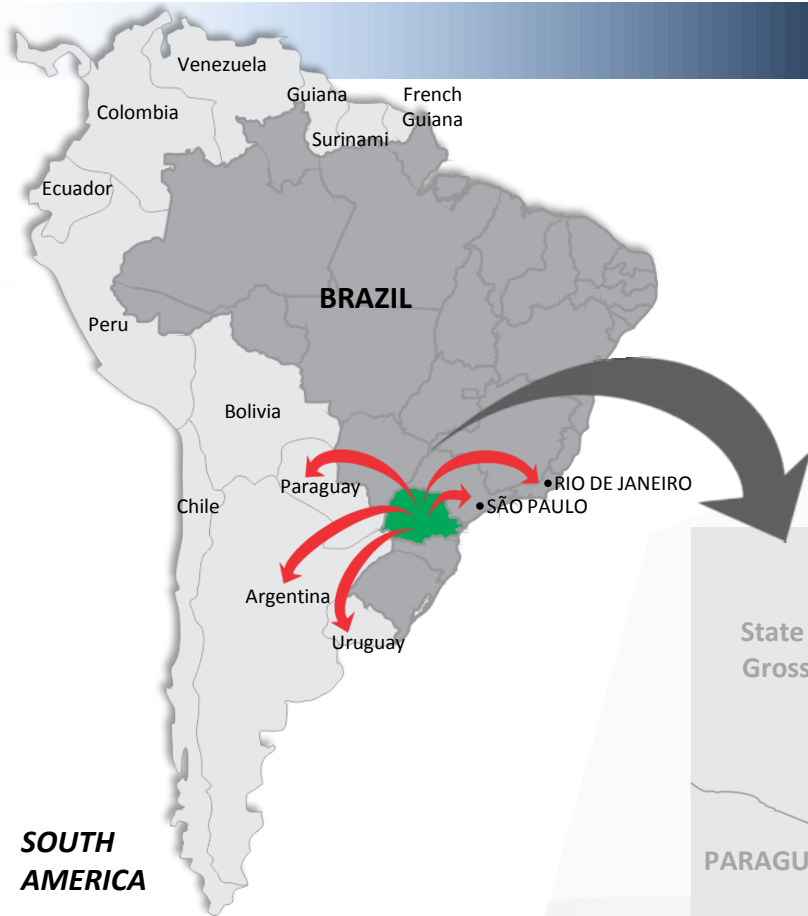 Venezuela
Guiana
French
Guiana
Colombia
Surinami
Ecuador
BRAZIL
Peru
Bolivia
Paraguay
RIO DE JANEIRO
Chile
SÃO PAULO
Argentina
Uruguay
State
Gross
SOUTH
AMERICA
PARAGU